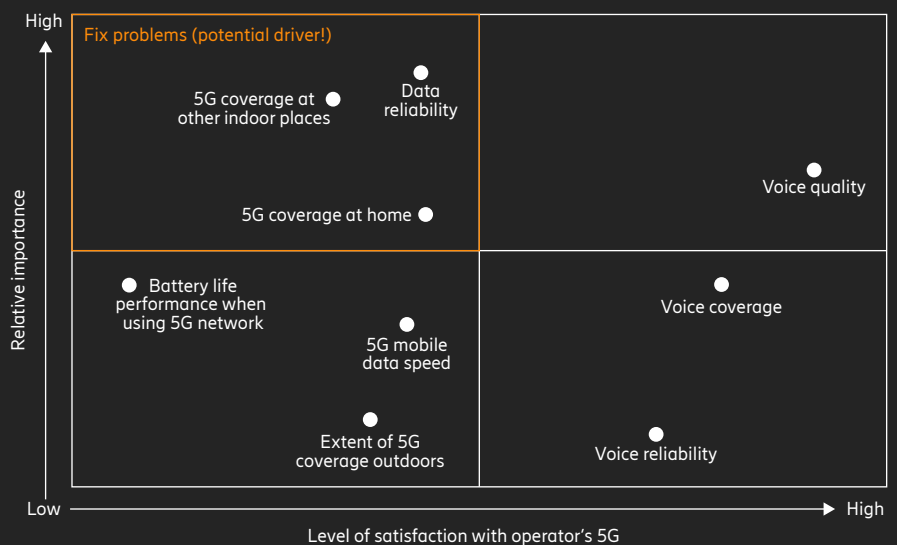 High
Fix problems (potential driver!)
Data
reliability
5G coverage at
other indoor places
Voice quality
5G coverage at home
Relative importance
Battery life
performance when
using 5G network
Voice coverage
5G mobile
data speed
Extent of 5G
coverage outdoors
Voice reliability
Low
High
Level of satisfaction with operator’s 5G